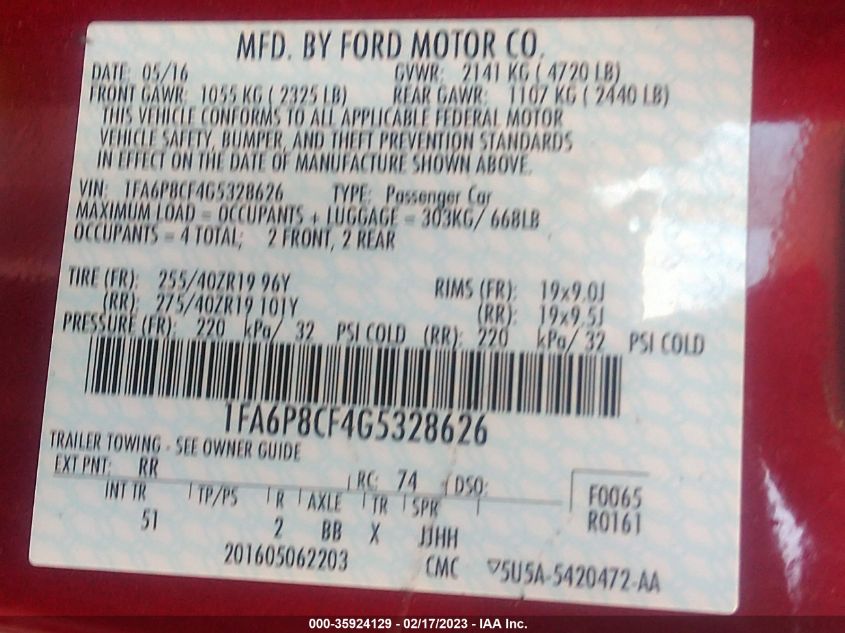 MFD. BY FORD MOTOR CO.
DATE: 05/16 GVWR: 2141 KG ( 4720 LB)
FRONT GAWR: 1055 KG ( 2325 LB) REAR GAWR: 1107 KG ( 2440 LB)
THIS VEHICLE CONFORMS TO ALL APPLICABLE FEDERAL MOTOR
VEHICLE SAFETY, BUMPER, AND THEFT PREVENTION STANDARDS
IN EFFECT ON THE DATE OF MANUFACTURE SHOWN ABOVE.
VIN: 1FA6P8CF4G5328626 TYPE: Passenger Car
MAXIMUM LOAD = OCCUPANTS + LUGGAGE = 303KG/ 668LB
OCCUPANTS = 4 TOTAL; 2 FRONT, 2 REAR
TIRE (FR): 255/40ZR19 96Y RIMS (FR): 19x9.0J
(RR): 275/40ZR19 101Y (RR): 19x9.5J
PRESSURE (FR): 220 kPa/ 32 PSI COLD (RR): 220 kPa/ 32 PSI COLD
1FA6P8CF4G5328626
TRAILER TOWING - SEE OWNER GUIDE
EXT PNT: RR RC: 74 DSO:
INT TR TP/PS R AXLE TR SPR F0065
51 2 BB X JJHH R0161
201605062203 CMC ▽5U5A-5420472-AA
000-35924129 - 02/17/2023 - IAA Inc.